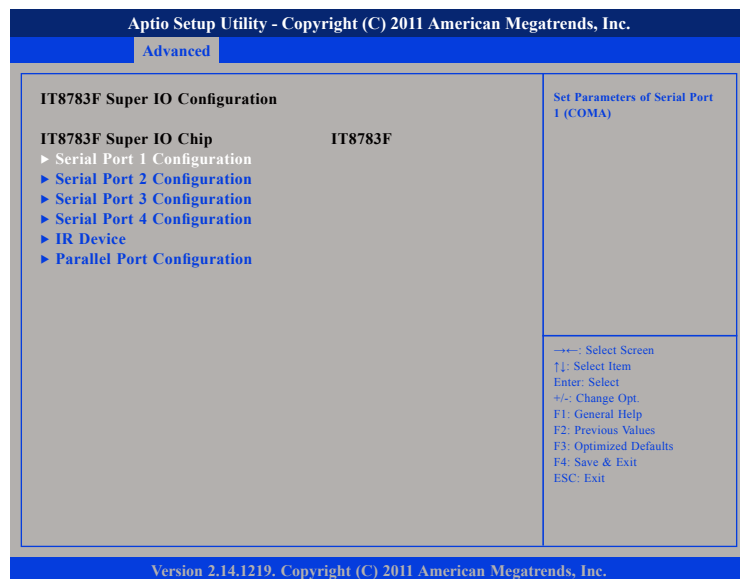 Aptio Setup Utility - Copyright (C) 2011 American Megatrends, Inc.
Advanced
IT8783F Super IO Configuration
IT8783F Super IO Chip IT8783F
► Serial Port 1 Configuration
► Serial Port 2 Configuration
► Serial Port 3 Configuration
► Serial Port 4 Configuration
► IR Device
► Parallel Port Configuration
Set Parameters of Serial Port
1 (COMA)
→←: Select Screen
↑↓: Select Item
Enter: Select
+/-: Change Opt.
F1: General Help
F2: Previous Values
F3: Optimized Defaults
F4: Save & Exit
ESC: Exit
Version 2.14.1219. Copyright (C) 2011 American Megatrends, Inc.